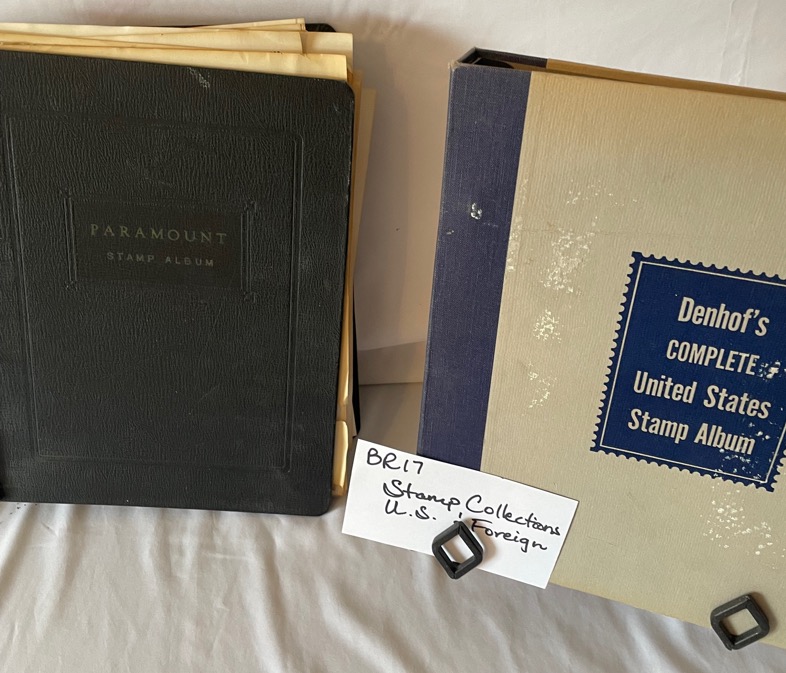 PARAMOUNT
STAMP ALBUM
Denhof's
COMPLETE
United States
Stamp Album
BR17
Stamp Collections
U.S., Foreign